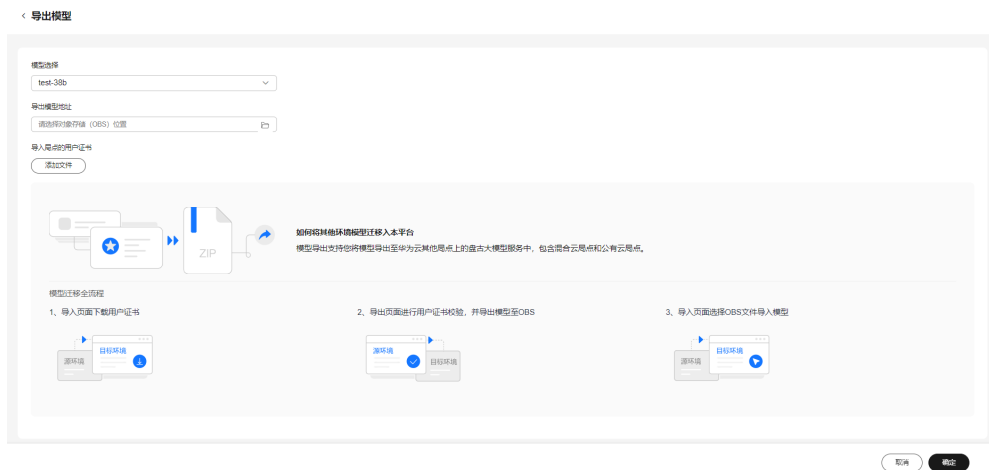 导出模型
模型选择
test-38b
导出模型地址
请选择对象存储（OBS）位置
导入局点的用户证书
添加文件
ZIP
如何将其他环境模型迁移入本平台
模型导出支持您将模型导出至华为云其他局点上的盘古大模型服务中，包含混合云局点和公有云局点。
模型迁移全流程
1、导入页面下载用户证书
2、导出页面进行用户证书校验，并导出模型至OBS
3、导入页面选择OBS文件导入模型
源环境
目标环境
源环境
目标环境
源环境
目标环境
取消
确定